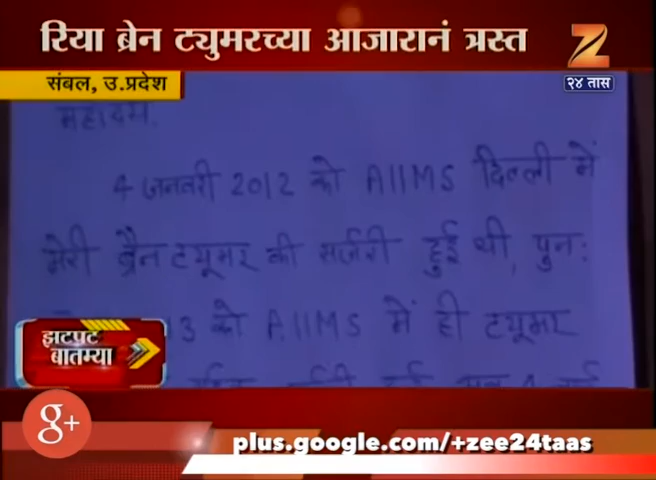 रिया ब्रेन ट्युमरच्या आजारानं त्रस्त
२४ तास
संबल, उ.प्रदेश
महोदय,
4 जनवरी 2012 को AIIMS दिल्ली में
मेरी ब्रैन ट्यूमर की सर्जरी हुई थी, पुनः
13 को AIIMS में ही ट्यूमर
झटपट
बातम्या
g+
plus.google.com/+zee24taas